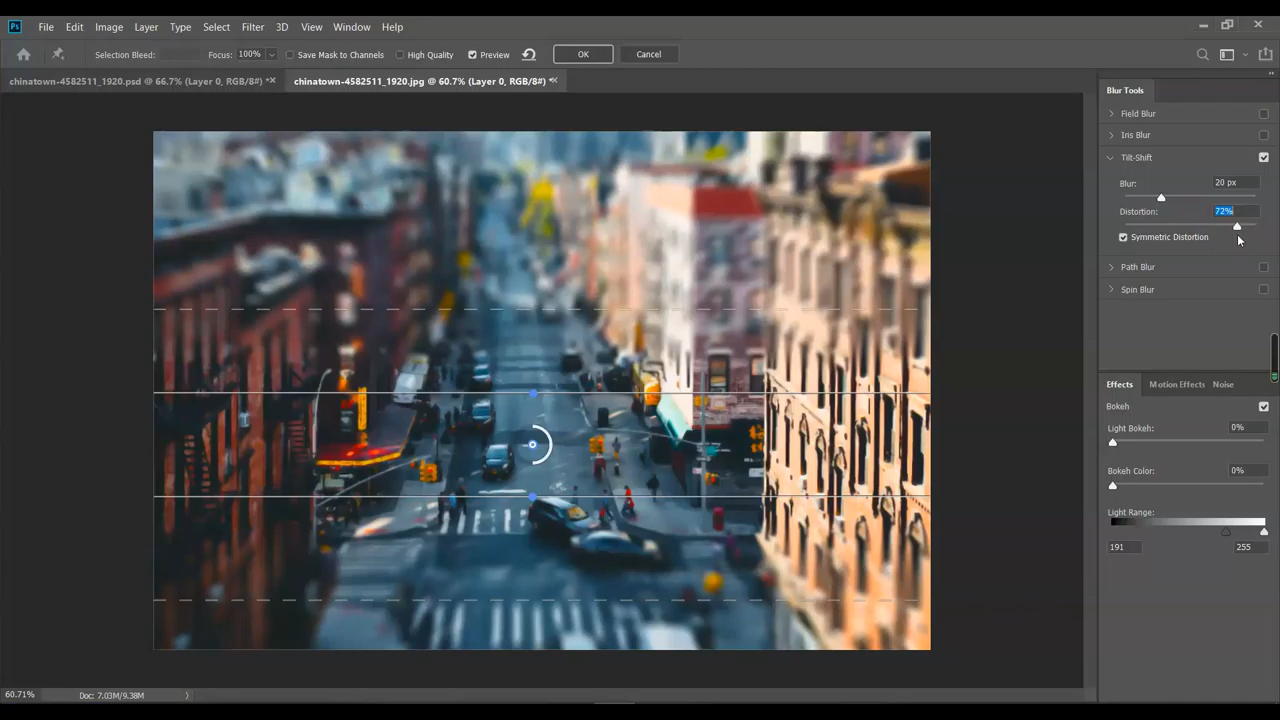 Ps File Edit Image Layer Type Select Filter 3D View Window Help
Selection Bleed: Focus: 100% Save Mask to Channels High Quality Preview OK Cancel
chinatown-4582511_1920.psd @ 66.7% (Layer 0, RGB/8#) * chinatown-4582511_1920.jpg @ 60.7% (Layer 0, RGB/8#) *
Blur Tools
Field Blur
Iris Blur
Tilt-Shift
Blur: 20 px
Distortion: 72%
Symmetric Distortion
Path Blur
Spin Blur
Effects Motion Effects Noise
Bokeh
Light Bokeh: 0%
Bokeh Color: 0%
Light Range:
191 255
60.71% Doc: 7.03M/9.38M